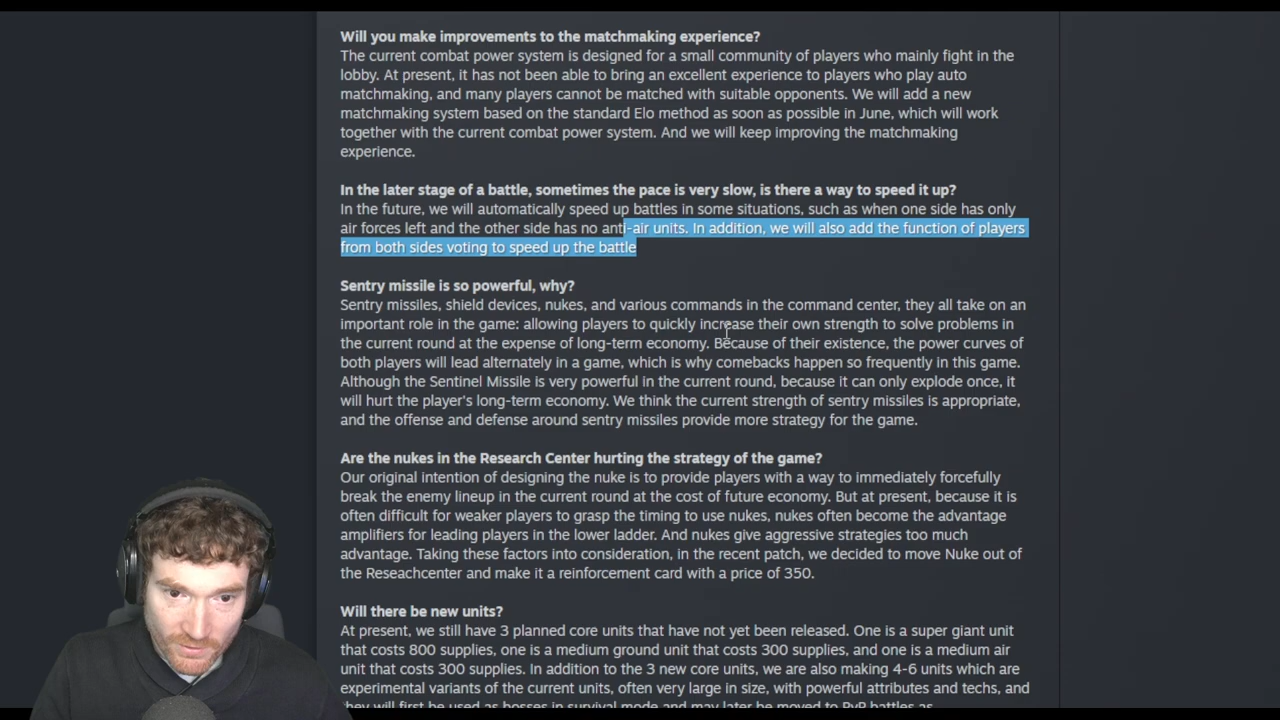 Will you make improvements to the matchmaking experience?
The current combat power system is designed for a small community of players who mainly fight in the
lobby. At present, it has not been able to bring an excellent experience to players who play auto
matchmaking, and many players cannot be matched with suitable opponents. We will add a new
matchmaking system based on the standard Elo method as soon as possible in June, which will work
together with the current combat power system. And we will keep improving the matchmaking
experience.
In the later stage of a battle, sometimes the pace is very slow, is there a way to speed it up?
In the future, we will automatically speed up battles in some situations, such as when one side has only
air forces left and the other side has no anti-air units. In addition, we will also add the function of players
from both sides voting to speed up the battle
Sentry missile is so powerful, why?
Sentry missiles, shield devices, nukes, and various commands in the command center, they all take on an
important role in the game: allowing players to quickly increase their own strength to solve problems in
the current round at the expense of long-term economy. Because of their existence, the power curves of
both players will lead alternately in a game, which is why comebacks happen so frequently in this game.
Although the Sentinel Missile is very powerful in the current round, because it can only explode once, it
will hurt the player's long-term economy. We think the current strength of sentry missiles is appropriate,
and the offense and defense around sentry missiles provide more strategy for the game.
Are the nukes in the Research Center hurting the strategy of the game?
Our original intention of designing the nuke is to provide players with a way to immediately forcefully
break the enemy lineup in the current round at the cost of future economy. But at present, because it is
often difficult for weaker players to grasp the timing to use nukes, nukes often become the advantage
amplifiers for leading players in the lower ladder. And nukes give aggressive strategies too much
advantage. Taking these factors into consideration, in the recent patch, we decided to move Nuke out of
the Reseachcenter and make it a reinforcement card with a price of 350.
Will there be new units?
At present, we still have 3 planned core units that have not yet been released. One is a super giant unit
that costs 800 supplies, one is a medium ground unit that costs 300 supplies, and one is a medium air
unit that costs 300 supplies. In addition to the 3 new core units, we are also making 4-6 units which are
experimental variants of the current units, often very large in size, with powerful attributes and techs, and
they will first be used as bosses in survival mode and may later be moved to PvP battles as